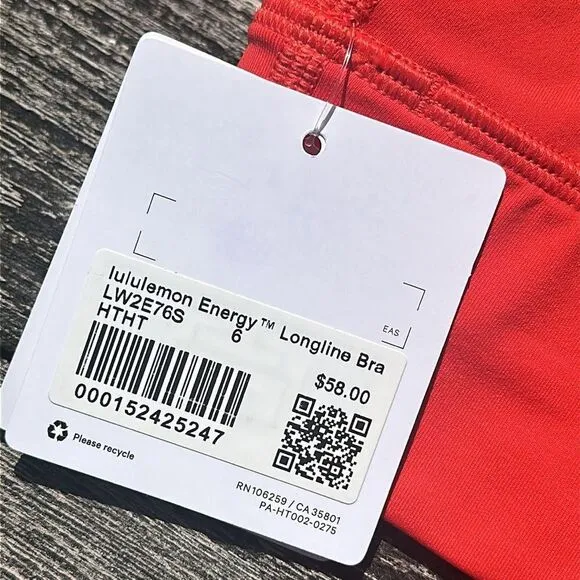 EAS
lululemon Energy™ Longline Bra
LW2E76S
HTHT 6
$58.00
000152425247
Please recycle
RN106259 / CA 35801
PA-HT002-0275